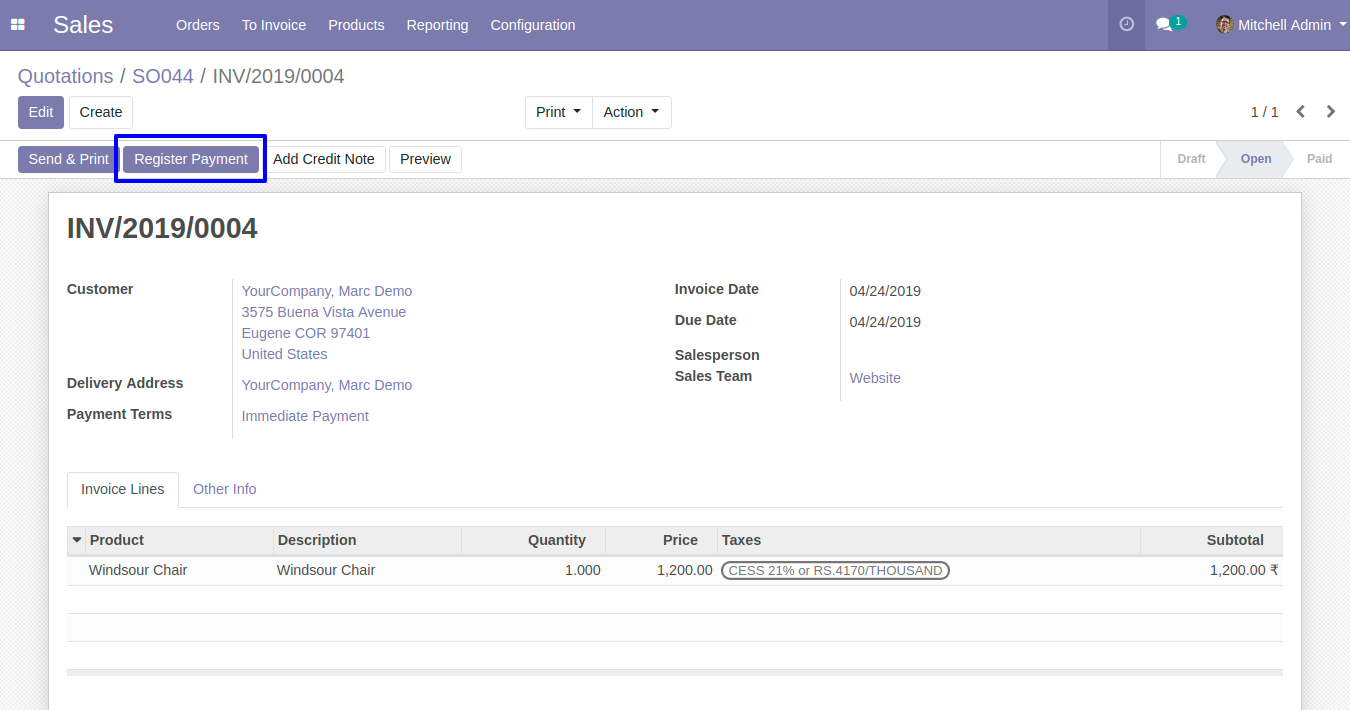 Sales Orders To Invoice Products Reporting Configuration 1 Mitchell Admin
Quotations / SO044 / INV/2019/0004
Edit Create Print Action 1 / 1
Send & Print Register Payment Add Credit Note Preview Draft Open Paid
INV/2019/0004
Customer
YouCompany, Marc Demo
3575 Buena Vista Avenue
Eugene COR 97401
United States
Delivery Address YourCompany, Marc Demo
Payment Terms Immediate Payment
Invoice Date 04/24/2019
Due Date 04/24/2019
Salesperson
Sales Team Website
Invoice Lines Other Info
Product Description Quantity Price Taxes Subtotal
Windsour Chair Windsour Chair 1.000 1,200.00 CESS 21% or RS.4170/THOUSAND 1,200.00 ₹